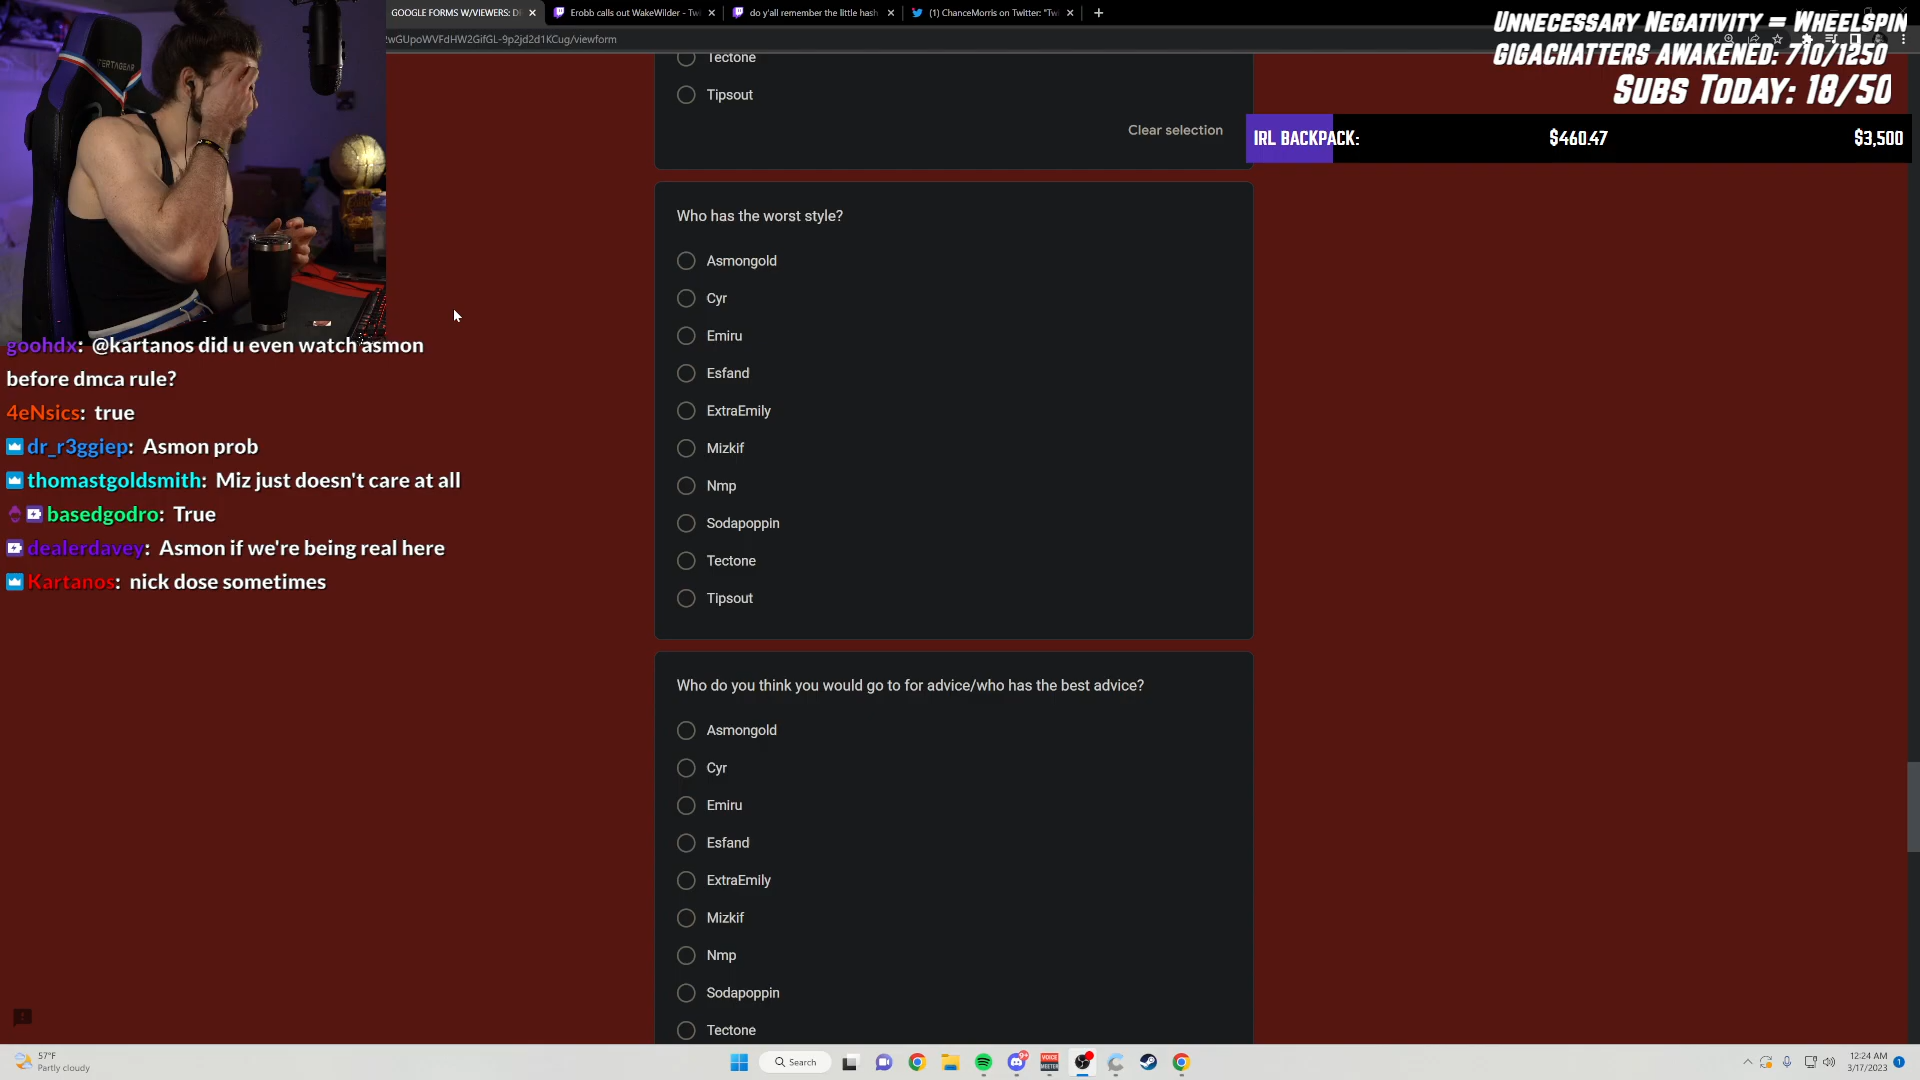 GOOGLE FORMS W/VIEWERS: DR
Erobb calls out WakeWilder - Tw
do y'all remember the little hash
(1) ChanceMorris on Twitter: "Tw
wGUpoWVFdHW2GifGL-9p2jd2d1KCug/viewform
UNNECESSARY NEGATIVITY = WHEELSPIN
GIGACHATTERS AWAKENED: 710/1250
SUBS TODAY: 18/50
IRL BACKPACK: $460.47 $3,500
Tectone
Tipsout
Clear selection
Who has the worst style?
Asmongold
Cyr
Emiru
Esfand
ExtraEmily
Mizkif
Nmp
Sodapoppin
Tectone
Tipsout
Who do you think you would go to for advice/who has the best advice?
Asmongold
Cyr
Emiru
Esfand
ExtraEmily
Mizkif
Nmp
Sodapoppin
Tectone
goohdx: @kartanos did u even watch asmon
before dmca rule?
4eNsics: true
dr_r3ggiep: Asmon prob
thomastgoldsmith: Miz just doesn't care at all
basedgodro: True
dealerdavey: Asmon if we're being real here
Kartanos: nick dose sometimes
57°F
Partly cloudy
Search
12:24 AM
3/17/2023
1